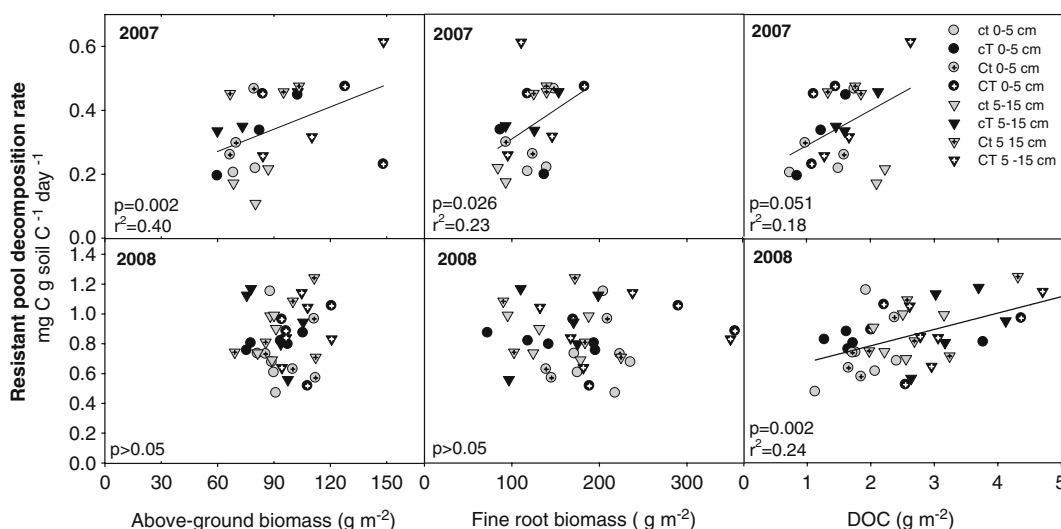 2007
2007
2007
0.6
0.4
0.2
0.0
p=0.002
r²=0.40
p=0.026
r²=0.23
p=0.051
r²=0.18
ct 0-5 cm
cT 0-5 cm
Ct 0-5 cm
CT 0-5 cm
ct 5-15 cm
cT 5-15 cm
Ct 5 15 cm
CT 5 -15 cm
Resistant pool decomposition rate
mg C g soil C⁻¹ day⁻¹
2008
2008
2008
1.4
1.2
1.0
0.8
0.6
0.4
0.2
0.0
p>0.05
p>0.05
p=0.002
r²=0.24
0 30 60 90 120 150
0 100 200 300
0 1 2 3 4 5
Above-ground biomass (g m⁻²)
Fine root biomass ( g m⁻²)
DOC (g m⁻²)